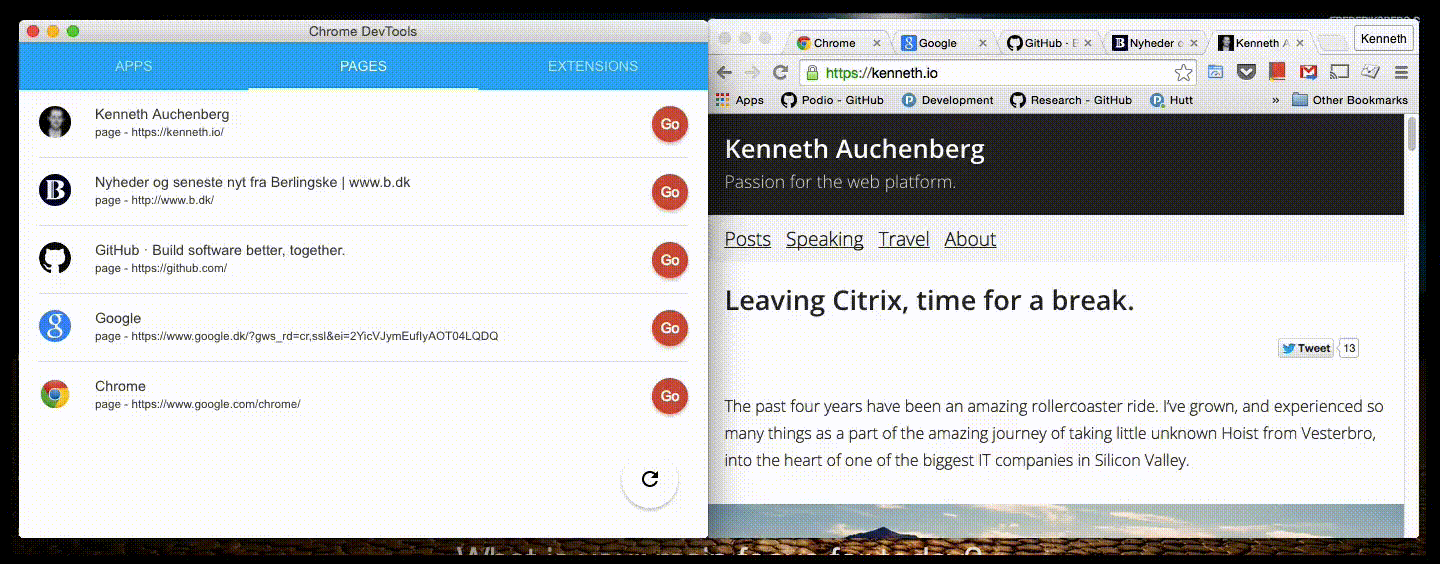 Chrome DevTools
APPS PAGES EXTENSIONS
Kenneth Auchenberg
page - https://kenneth.io/
Go
Nyheder og seneste nyt fra Berlingske | www.b.dk
page - http://www.b.dk/
Go
GitHub · Build software better, together.
page - https://github.com/
Go
Google
page - https://www.google.dk/?gws_rd=cr,ssl&ei=2YicVJymEuflyAOT04LQDQ
Go
Chrome
page - https://www.google.com/chrome/
Go
Chrome Google GitHub · B Nyheder o Kenneth A Kenneth
https://kenneth.io
Apps Podio - GitHub Development Research - GitHub Hutt » Other Bookmarks
Kenneth Auchenberg
Passion for the web platform.
Posts Speaking Travel About
Leaving Citrix, time for a break.
Tweet 13
The past four years have been an amazing rollercoaster ride. I've grown, and experienced so
many things as a part of the amazing journey of taking little unknown Hoist from Vesterbro,
into the heart of one of the biggest IT companies in Silicon Valley.